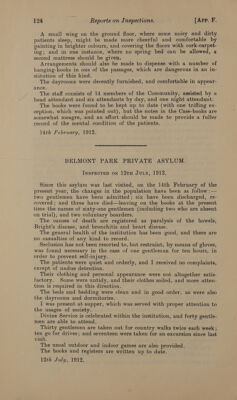 128 Reports on Inspections. [App. F.
A small wing on the ground floor, where some noisy and dirty
patients sleep, might be made more cheerful and comfortable by
painting in brighter colours, and covering the floors with cork-carpet-
ing; and in one instance, where no spring bed can be allowed, a
second mattress should be given.
Arrangements should also be made to dispense with a number of
hanging-hooks in one of the passages, which are dangerous in an in-
stitution of this kind.
The dayrooms were decently furnished, and comfortable in appear-
ance.
The staff consists of 14 members of the Community, assisted by a
head attendant and six attendants by day, and one night attendant.
The books were found to be kept up to date (with one trifling ex-
ception, which was pointed out), but the notes in the Case-books are
somewhat meagre, and an effort should be made to provide a fuller
record of the mental condition of the patients.
14th February, 1912.
BELMONT PARK PRIVATE ASYLUM.
Inspected on 12th July, 1912.
Since this asylum was last visited, on the 14th February of the
present year, the changes in the population have been as follow:—
two gentlemen have been admitted; six have been discharged, re-
covered; and three have died—leaving on the books at the present
time the names of sixty-one patients (including two who are absent
on trial), and two voluntary boarders.
The causes of death are registered as paralysis of the bowels,
Bright's disease, and bronchitis and heart disease.
The general health of the institution has been good, and there are
no casualties of any kind to record.
Seclusion has not been resorted to, but restraint, by means of gloves,
was found necessary in the case of one gentleman for ten hours, in
order to prevent self-injury.
The patients were quiet and orderly, and I received no complaints,
except of undue detention.
Their clothing and personal appearance were not altogether satis-
factory. Some were untidy, and their clothes soiled, and more atten-
tion is required in this direction.
The beds and bedding were clean and in good order, as were also
the dayrooms and dormitories.
I was present at supper, which was served with proper attention to
the usages of society.
Divine Service is celebrated within the institution, and forty gentle-
men are able to attend.
Thirty gentlemen are taken out for country walks twice each week;
ten go for drives; and seventeen were taken for an excursion since last
visit.
The usual outdoor and indoor games are also provided.
The books and registers are written up to date.
12th July, 1912.